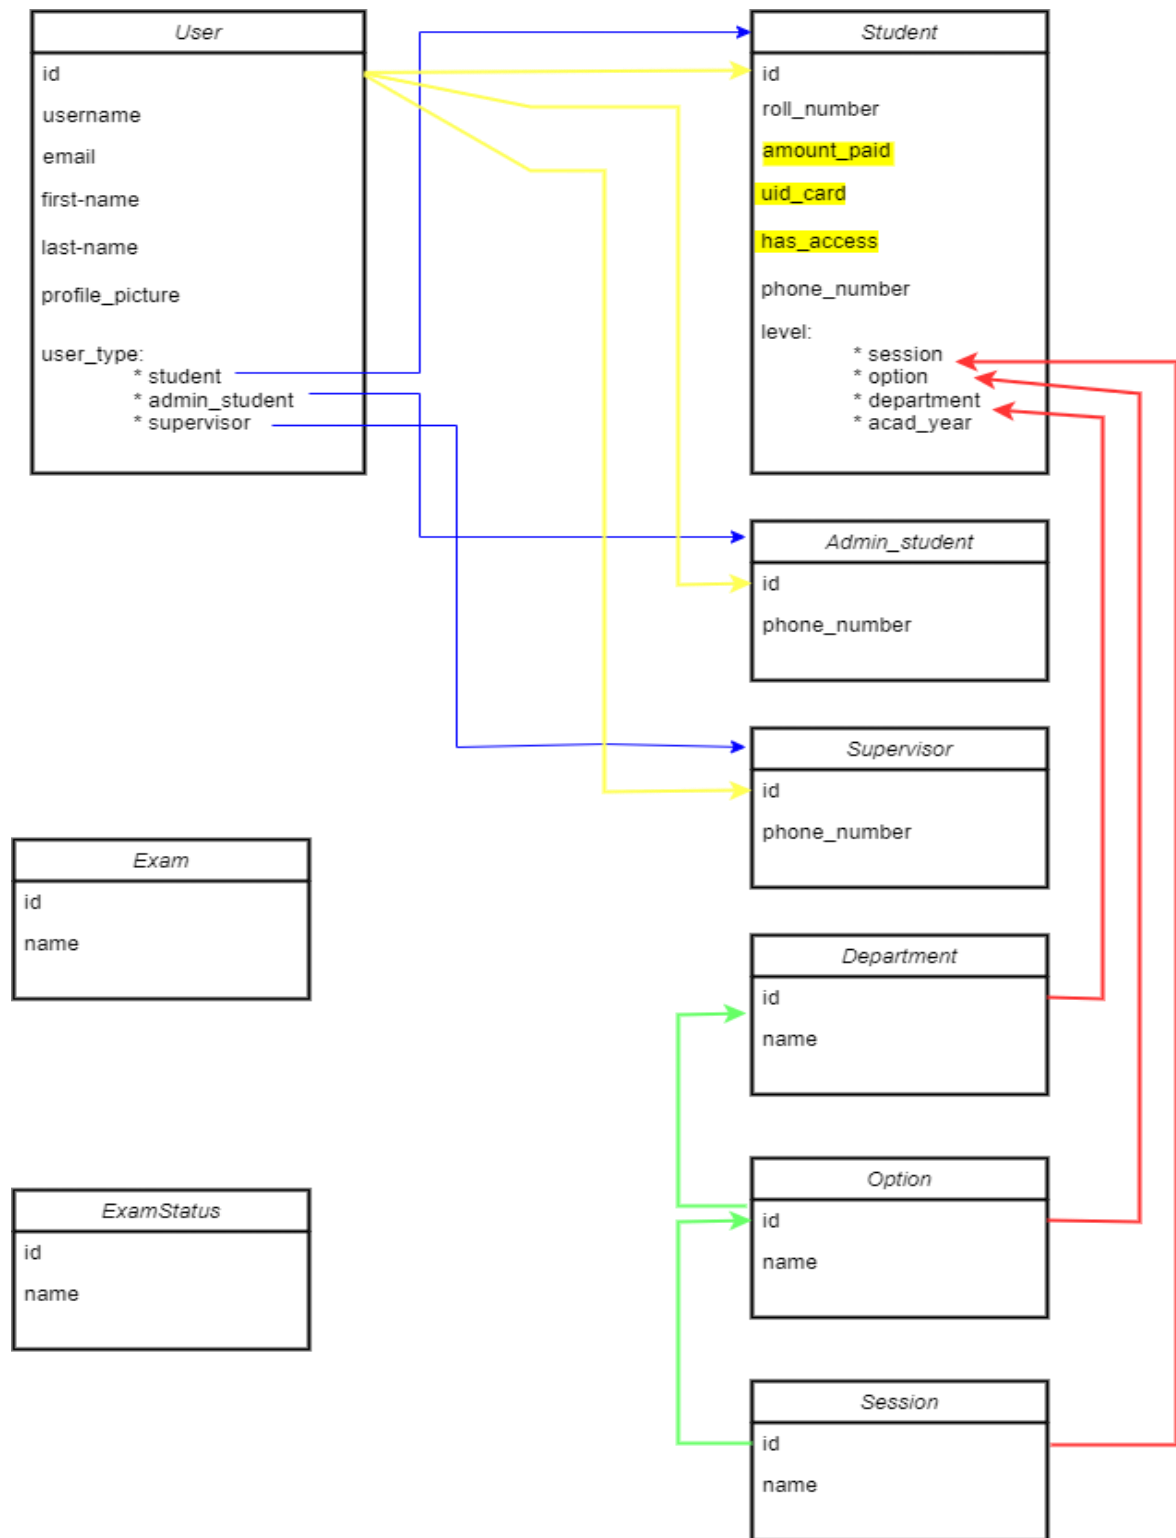 User
id
username
email
first-name
last-name
profile_picture
user_type:
* student
* admin_student
* supervisor
Student
id
roll_number
amount_paid
uid_card
has_access
phone_number
level:
* session
* option
* department
* acad_year
Admin_student
id
phone_number
Supervisor
id
phone_number
Exam
id
name
Department
id
name
ExamStatus
id
name
Option
id
name
Session
id
name